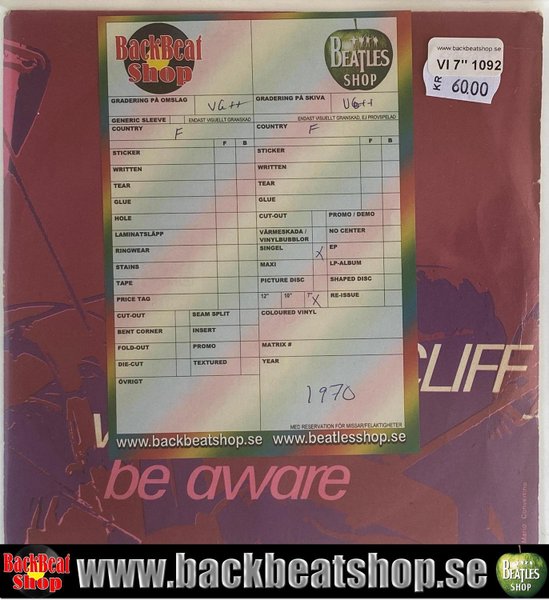 BackBeat
Shop
BEATLES
SHOP
www.backbeatshop.se
VI 7" 1092
KR 6000
GRADERING PÅ OMSLAG VG++
GRADERING PÅ SKIVA VG++
GENERIC SLEEVE ENDAST VISUELLT GRANSKAD
ENDAST VISUELLT GRANSKAD, EJ PROVSPELAD
COUNTRY F
COUNTRY F
F B
F B
STICKER
STICKER
WRITTEN
WRITTEN
TEAR
TEAR
GLUE
GLUE
HOLE
CUT-OUT PROMO / DEMO
LAMINATSLÄPP
VÄRMESKADA / VINYLBUBBLOR NO CENTER
RINGWEAR
SINGEL X EP
STAINS
MAXI LP-ALBUM
TAPE
PICTURE DISC SHAPED DISC
PRICE TAG
12" 10" 7" X RE-ISSUE
CUT-OUT SEAM SPLIT
COLOURED VINYL
BENT CORNER INSERT
FOLD-OUT PROMO
MATRIX #
DIE-CUT TEXTURED
YEAR
ÖVRIGT
1970
MED RESERVATION FÖR MISSAR/FELAKTIGHETER
www.backbeatshop.se www.beatlesshop.se
CLIFF
be aware
Mario Convertino
BackBeat
Shop
www.backbeatshop.se
BEATLES
SHOP